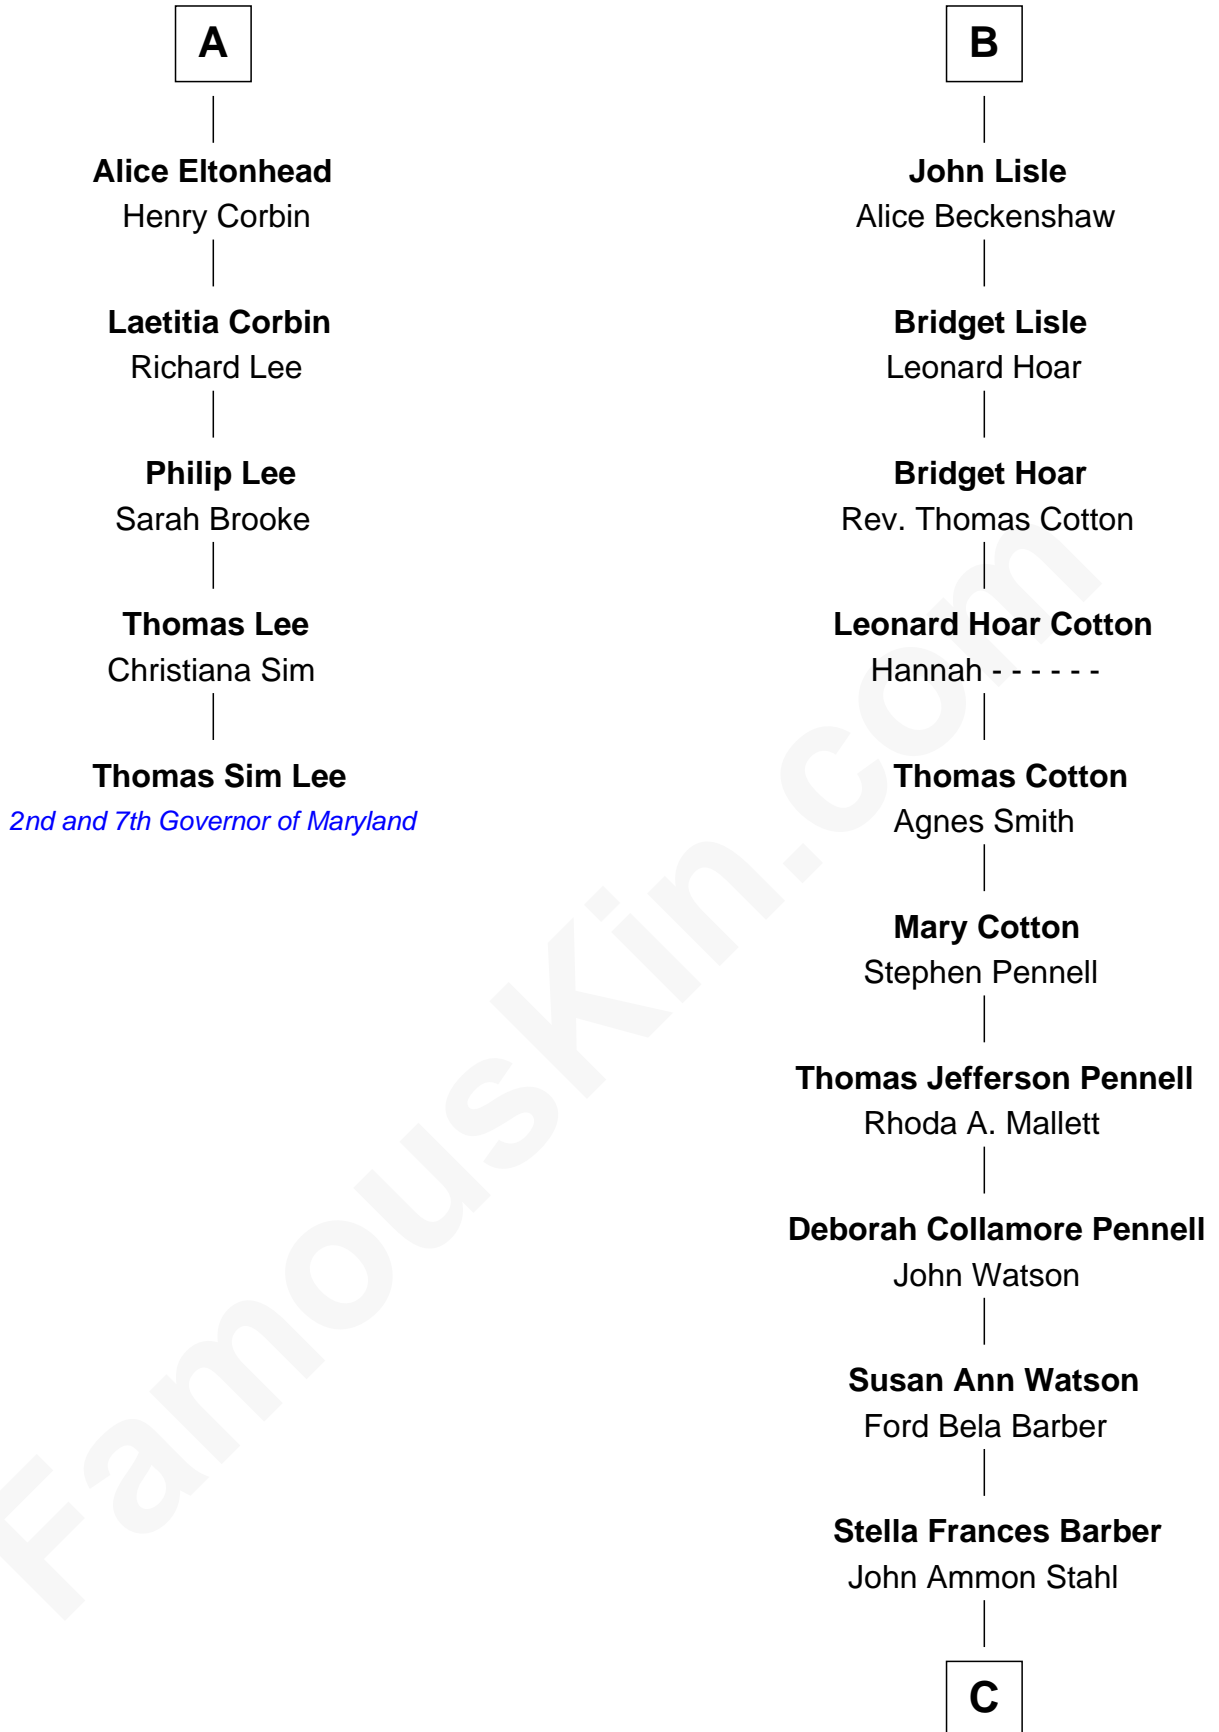 A
Alice Eltonhead
Henry Corbin
Laetitia Corbin
Richard Lee
Philip Lee
Sarah Brooke
Thomas Lee
Christiana Sim
Thomas Sim Lee
2nd and 7th Governor of Maryland
B
John Lisle
Alice Beckenshaw
Bridget Lisle
Leonard Hoar
Bridget Hoar
Rev. Thomas Cotton
Leonard Hoar Cotton
Hannah - - - - - -
Thomas Cotton
Agnes Smith
Mary Cotton
Stephen Pennell
Thomas Jefferson Pennell
Rhoda A. Mallett
Deborah Collamore Pennell
John Watson
Susan Ann Watson
Ford Bela Barber
Stella Frances Barber
John Ammon Stahl
C
FamousKin.com